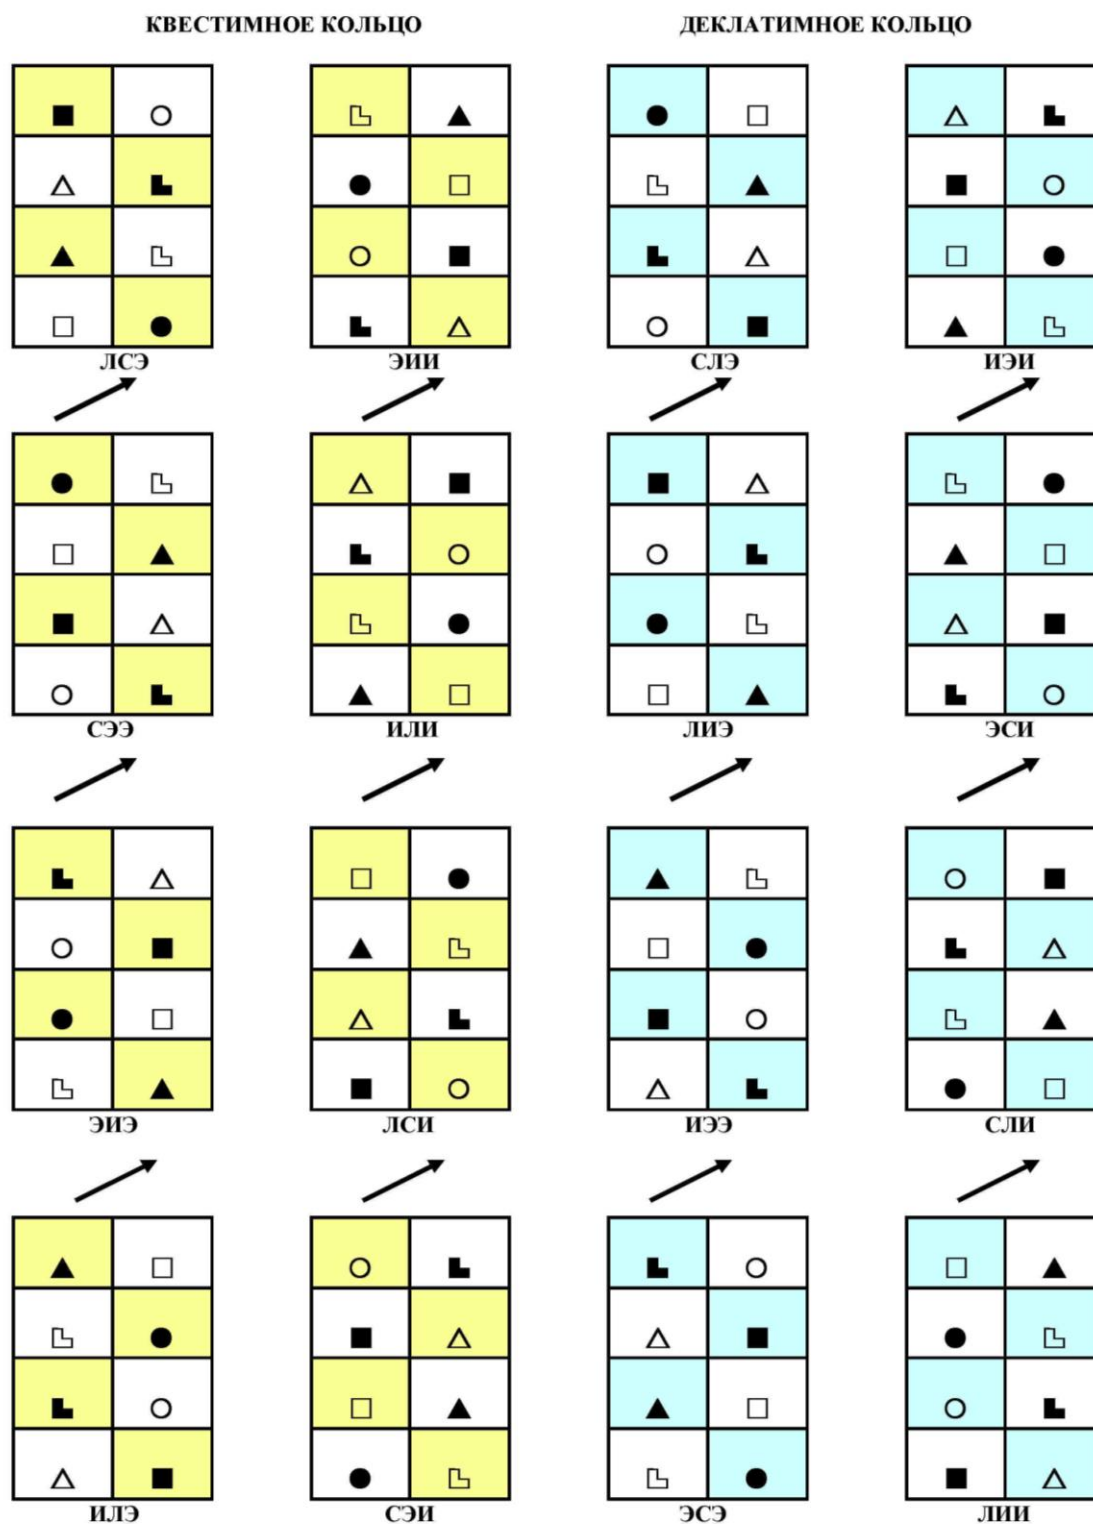 КВЕСТИМНОЕ КОЛЬЦО ДЕКЛАТИМНОЕ КОЛЬЦО
ЛСЭ ЭИИ СЛЭ ИЭИ
СЭЭ ИЛИ ЛИЭ ЭСИ
ЭИЭ ЛСИ ИЭЭ СЛИ
ИЛЭ СЭИ ЭСЭ ЛИИ